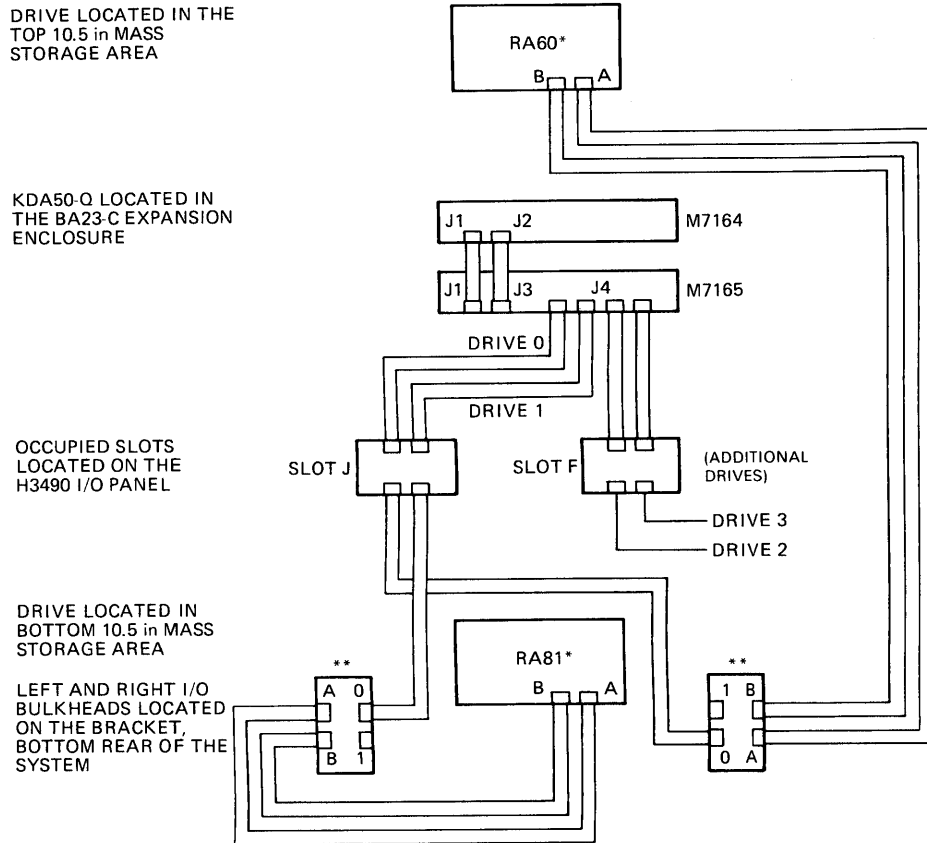 DRIVE LOCATED IN THE
TOP 10.5 in MASS
STORAGE AREA
RA60*
B A
KDA50-Q LOCATED IN
THE BA23-C EXPANSION
ENCLOSURE
J1 J2
M7164
J1 J3 J4
M7165
DRIVE 0
DRIVE 1
OCCUPIED SLOTS
LOCATED ON THE
H3490 I/O PANEL
SLOT J
SLOT F
(ADDITIONAL
DRIVES)
DRIVE 3
DRIVE 2
DRIVE LOCATED IN
BOTTOM 10.5 in MASS
STORAGE AREA
RA81*
B A
LEFT AND RIGHT I/O
BULKHEADS LOCATED
ON THE BRACKET,
BOTTOM REAR OF THE
SYSTEM
**
A 0
B 1
**
1 B
0 A